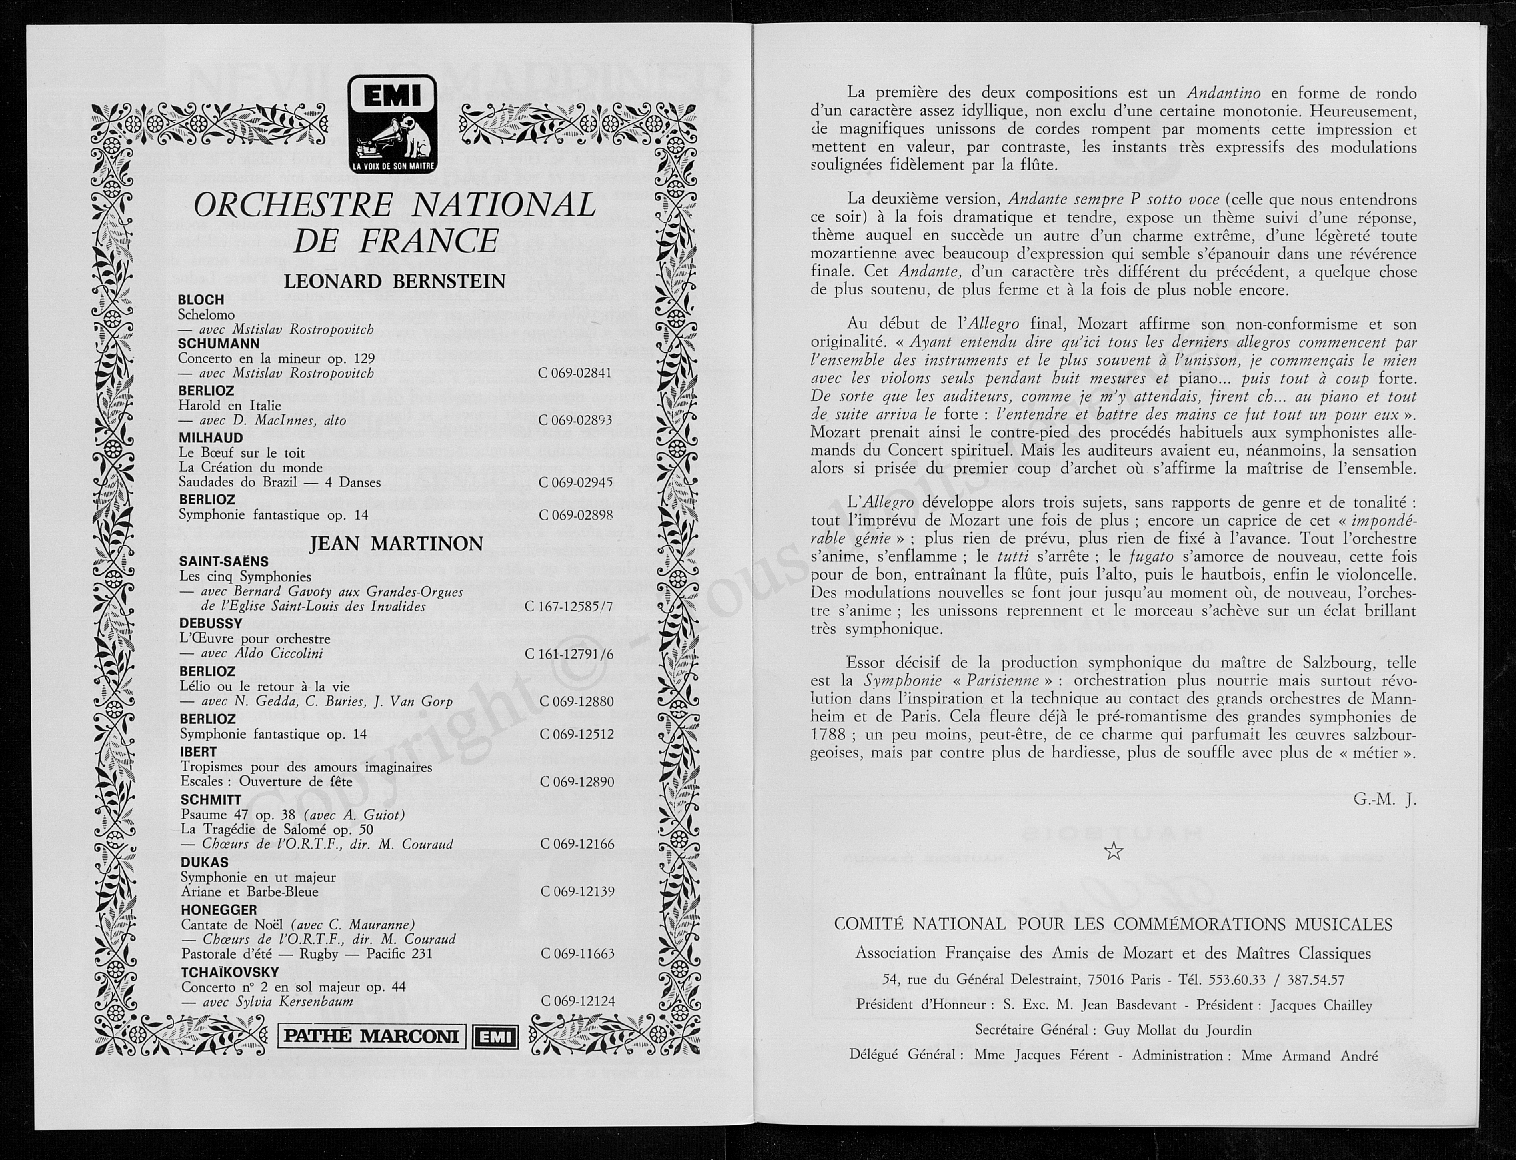 EMI
LA VOIX DE SON MAITRE
ORCHESTRE NATIONAL
DE FRANCE
LEONARD BERNSTEIN
BLOCH
Schelomo
— avec Mstislav Rostropovitch
SCHUMANN
Concerto en la mineur op. 129
— avec Mstislav Rostropovitch C 069-02841
BERLIOZ
Harold en Italie
— avec D. MacInnes, alto C 069-02893
MILHAUD
Le Bœuf sur le toit
La Création du monde
Saudades do Brazil — 4 Danses C 069-02945
BERLIOZ
Symphonie fantastique op. 14 C 069-02898
JEAN MARTINON
SAINT-SAËNS
Les cinq Symphonies
— avec Bernard Gavoty aux Grandes-Orgues
de l'Eglise Saint-Louis des Invalides C 167-12585/7
DEBUSSY
L'Œuvre pour orchestre
— avec Aldo Ciccolini C 161-12791/6
BERLIOZ
Lélio ou le retour à la vie
— avec N. Gedda, C. Buries, J. Van Gorp C 069-12880
BERLIOZ
Symphonie fantastique op. 14 C 069-12512
IBERT
Tropismes pour des amours imaginaires
Escales : Ouverture de fête C 069-12890
SCHMITT
Psaume 47 op. 38 (avec A. Guiot)
La Tragédie de Salomé op. 50
— Chœurs de l'O.R.T.F., dir. M. Couraud C 069-12166
DUKAS
Symphonie en ut majeur
Ariane et Barbe-Bleue C 069-12139
HONEGGER
Cantate de Noël (avec C. Mauranne)
— Chœurs de l'O.R.T.F., dir. M. Couraud
Pastorale d'été — Rugby — Pacific 231 C 069-11663
TCHAÏKOVSKY
Concerto n° 2 en sol majeur op. 44
— avec Sylvia Kersenbaum C 069-12124
PATHÉ MARCONI EMI
La première des deux compositions est un Andantino en forme de rondo
d'un caractère assez idyllique, non exclu d'une certaine monotonie. Heureusement,
de magnifiques unissons de cordes rompent par moments cette impression et
mettent en valeur, par contraste, les instants très expressifs des modulations
soulignées fidèlement par la flûte.
La deuxième version, Andante sempre P sotto voce (celle que nous entendrons
ce soir) à la fois dramatique et tendre, expose un thème suivi d'une réponse,
thème auquel en succède un autre d'un charme extrême, d'une légèreté toute
mozartienne avec beaucoup d'expression qui semble s'épanouir dans une révérence
finale. Cet Andante, d'un caractère très différent du précédent, a quelque chose
de plus soutenu, de plus ferme et à la fois de plus noble encore.
Au début de l'Allegro final, Mozart affirme son non-conformisme et son
originalité. « Ayant entendu dire qu'ici tous les derniers allegros commencent par
l'ensemble des instruments et le plus souvent à l'unisson, je commençais le mien
avec les violons seuls pendant huit mesures et piano... puis tout à coup forte.
De sorte que les auditeurs, comme je m'y attendais, firent ch... au piano et tout
de suite arriva le forte : l'entendre et battre des mains ce fut tout un pour eux ».
Mozart prenait ainsi le contre-pied des procédés habituels aux symphonistes alle-
mands du Concert spirituel. Mais les auditeurs avaient eu, néanmoins, la sensation
alors si prisée du premier coup d'archet où s'affirme la maîtrise de l'ensemble.
L'Allegro développe alors trois sujets, sans rapports de genre et de tonalité :
tout l'imprévu de Mozart une fois de plus ; encore un caprice de cet « impondé-
rable génie » ; plus rien de prévu, plus rien de fixé à l'avance. Tout l'orchestre
s'anime, s'enflamme ; le tutti s'arrête ; le fugato s'amorce de nouveau, cette fois
pour de bon, entraînant la flûte, puis l'alto, puis le hautbois, enfin le violoncelle.
Des modulations nouvelles se font jour jusqu'au moment où, de nouveau, l'orches-
tre s'anime ; les unissons reprennent et le morceau s'achève sur un éclat brillant
très symphonique.
Essor décisif de la production symphonique du maître de Salzbourg, telle
est la Symphonie « Parisienne » : orchestration plus nourrie mais surtout révo-
lution dans l'inspiration et la technique au contact des grands orchestres de Mann-
heim et de Paris. Cela fleure déjà le pré-romantisme des grandes symphonies de
1788 ; un peu moins, peut-être, de ce charme qui parfumait les œuvres salzbour-
geoises, mais par contre plus de hardiesse, plus de souffle avec plus de « métier ».
G.-M. J.
COMITÉ NATIONAL POUR LES COMMÉMORATIONS MUSICALES
Association Française des Amis de Mozart et des Maîtres Classiques
54, rue du Général Delestraint, 75016 Paris - Tél. 553.60.33 / 387.54.57
Président d'Honneur : S. Exc. M. Jean Basdevant - Président : Jacques Chailley
Secrétaire Général : Guy Mollat du Jourdin
Délégué Général : Mme Jacques Férent - Administration : Mme Armand André
Copyright © - Tous droits